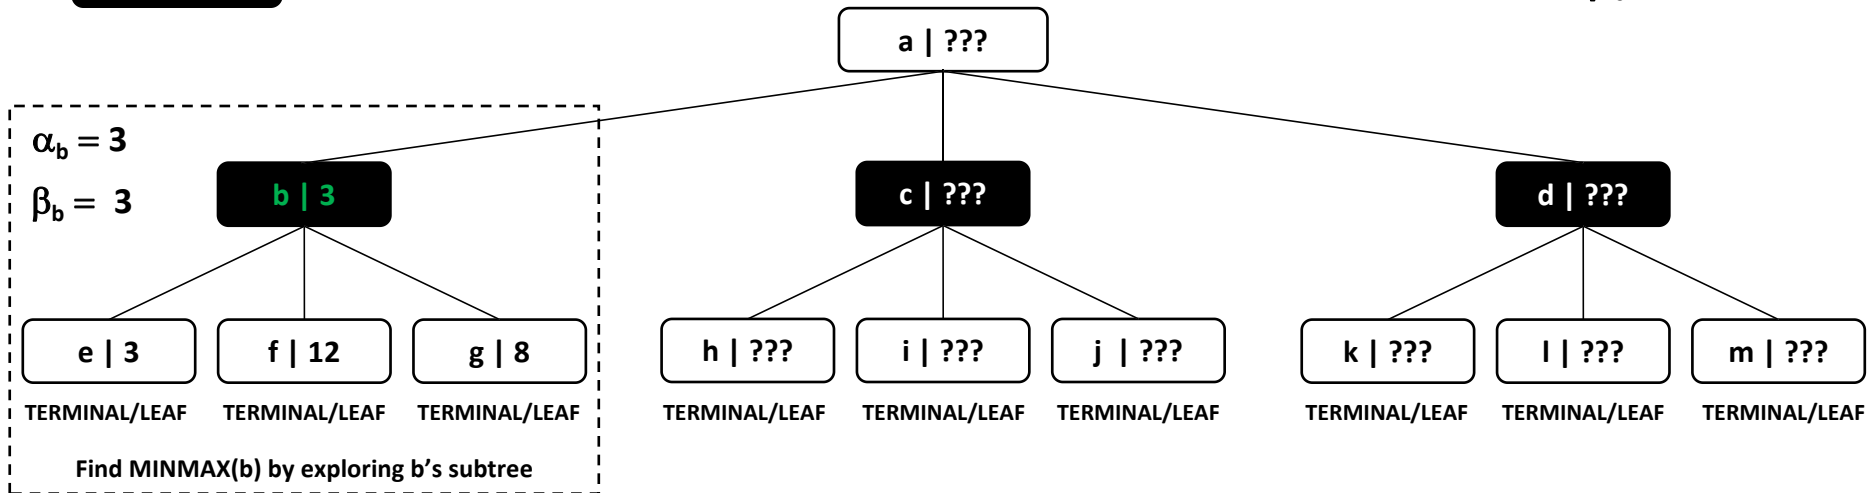 a | ???
αb = 3
βb = 3
b | 3
c | ???
d | ???
e | 3
f | 12
g | 8
h | ???
i | ???
j | ???
k | ???
l | ???
m | ???
TERMINAL/LEAF TERMINAL/LEAF TERMINAL/LEAF TERMINAL/LEAF TERMINAL/LEAF TERMINAL/LEAF TERMINAL/LEAF TERMINAL/LEAF TERMINAL/LEAF
Find MINMAX(b) by exploring b's subtree